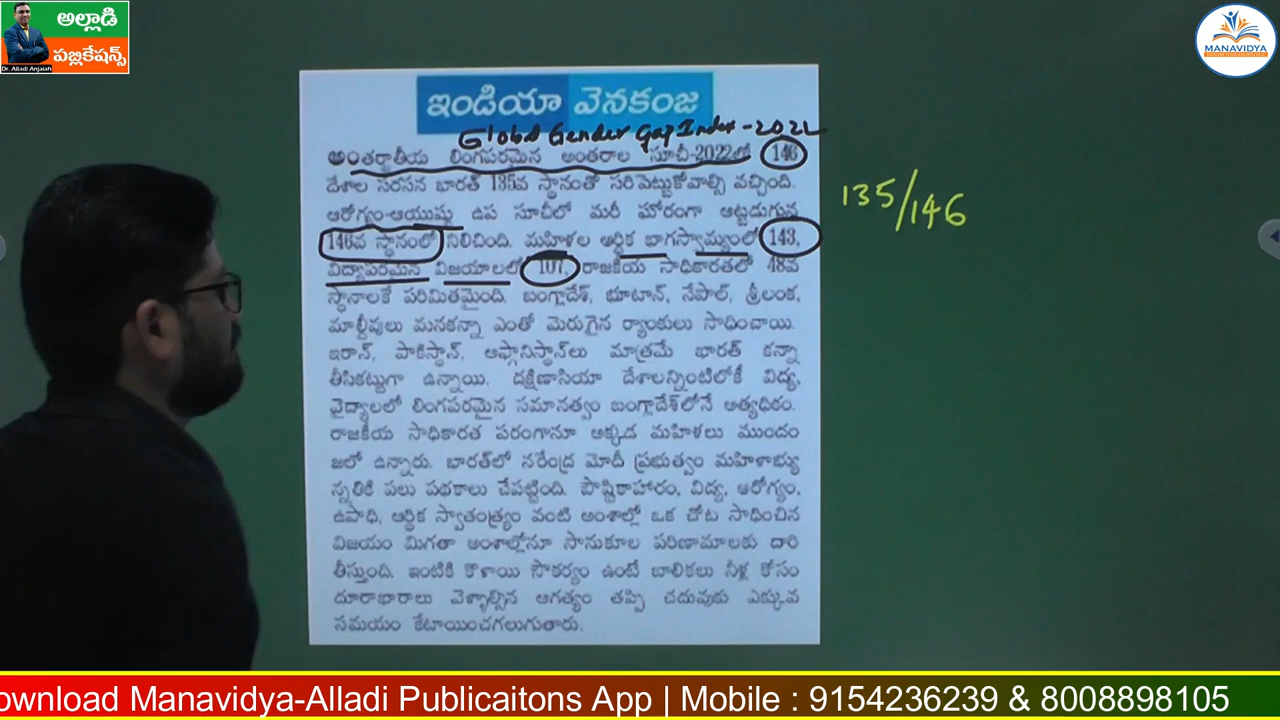 అల్లాడి
పబ్లికేషన్స్
Dr. Alladi Anjaiah
MANAVIDYA
ఇండియా వెనకంజ
Global Gender Gap Index-2022
అంతర్జాతీయ లింగపరమైన అంతరాల సూచీ-2022లో 146
దేశాల సరసన భారత్ 135వ స్థానంతో సరిపెట్టుకోవాల్సి వచ్చింది.
ఆరోగ్యం-ఆయుష్షు ఉప సూచీలో మరీ ఘోరంగా అట్టడుగున
146వ స్థానంలో నిలిచింది. మహిళల ఆర్థిక భాగస్వామ్యంలో 143,
విద్యాపరమైన విజయాలలో 107, రాజకీయ సాధికారతలో 48వ
స్థానాలకే పరిమితమైంది. బంగ్లాదేశ్, భూటాన్, నేపాల్, శ్రీలంక,
మాల్దీవులు మనకన్నా ఎంతో మెరుగైన ర్యాంకులు సాధించాయి.
ఇరాన్, పాకిస్థాన్, అఫ్గానిస్థాన్‌లు మాత్రమే భారత్ కన్నా
తీసికట్టుగా ఉన్నాయి. దక్షిణాసియా దేశాలన్నింటిలోకీ విద్య,
వైద్యాలలో లింగపరమైన సమానత్వం బంగ్లాదేశ్‌లోనే అత్యధికం.
రాజకీయ సాధికారత పరంగానూ అక్కడ మహిళలు ముందం
జలో ఉన్నారు. భారత్‌లో నరేంద్ర మోదీ ప్రభుత్వం మహిళాభ్యు
న్నతికి పలు పథకాలు చేపట్టింది. పౌష్టికాహారం, విద్య, ఆరోగ్యం,
ఉపాధి, ఆర్థిక స్వాతంత్ర్యం వంటి అంశాల్లో ఒక చోట సాధించిన
విజయం మిగతా అంశాల్లోనూ సానుకూల పరిణామాలకు దారి
తీస్తుంది. ఇంటికి కొళాయి సౌకర్యం ఉంటే బాలికలు నీళ్ల కోసం
దూరాభారాలు వెళ్ళాల్సిన ఆగత్యం తప్పి చదువుకు ఎక్కువ
సమయం కేటాయించగలుగుతారు.
135/146
ownload Manavidya-Alladi Publicaitons App | Mobile : 9154236239 & 8008898105